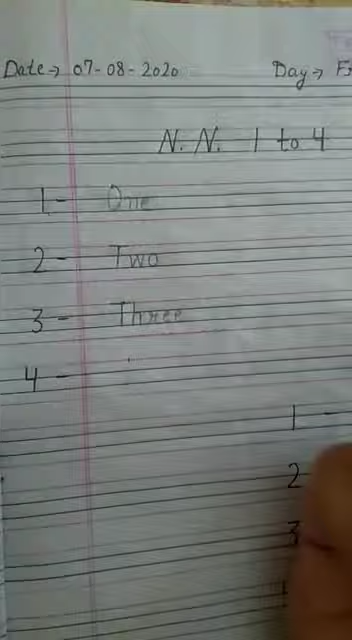 Date → 07-08-2020 Day →
N. N. 1 to 4
1 - One
2 - Two
3 - Three
4 -
1 -
2
3